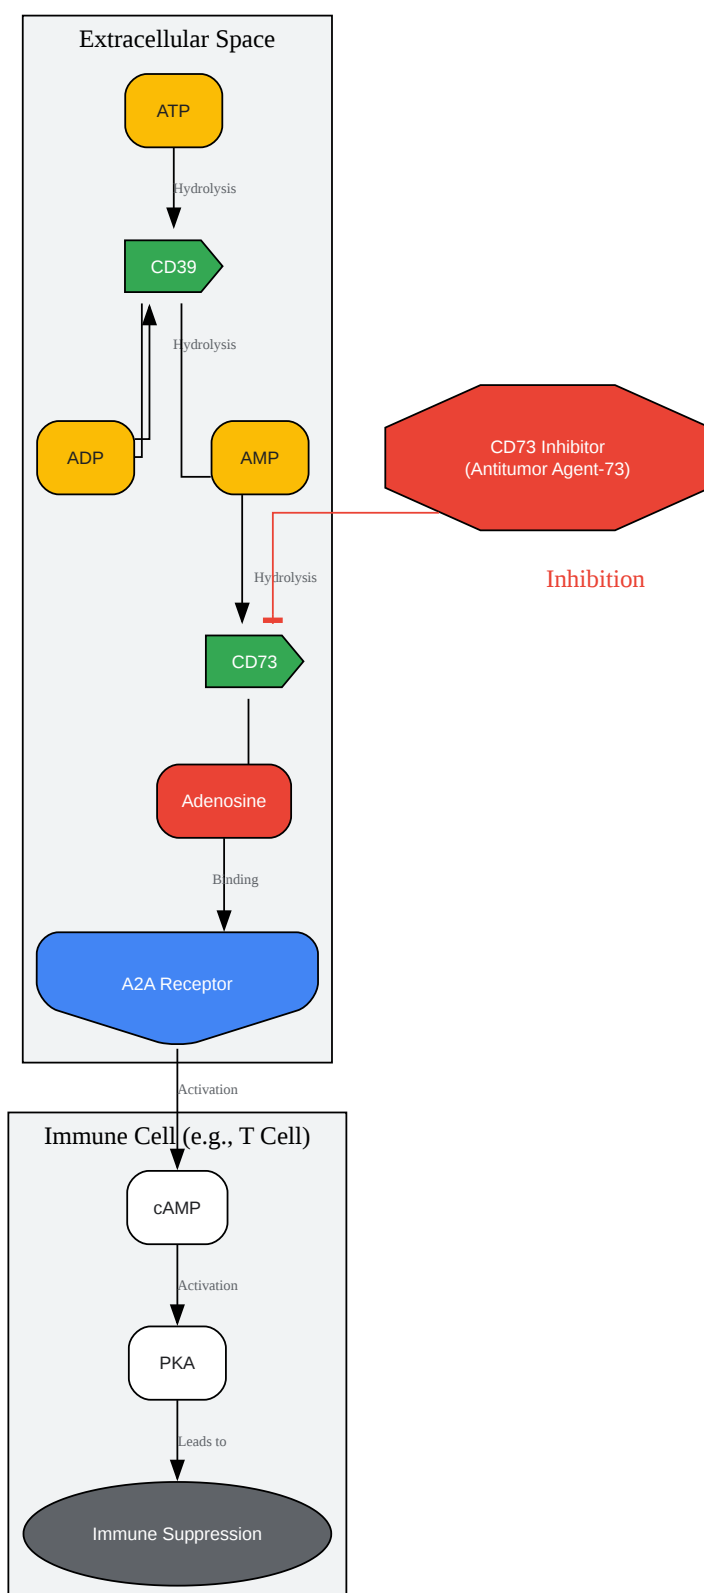 Extracellular Space
ATP
Hydrolysis
CD39
Hydrolysis
ADP
AMP
CD73 Inhibitor
(Antitumor Agent-73)
Hydrolysis
Inhibition
CD73
Adenosine
Binding
A2A Receptor
Activation
Immune Cell (e.g., T Cell)
cAMP
Activation
PKA
Leads to
Immune Suppression